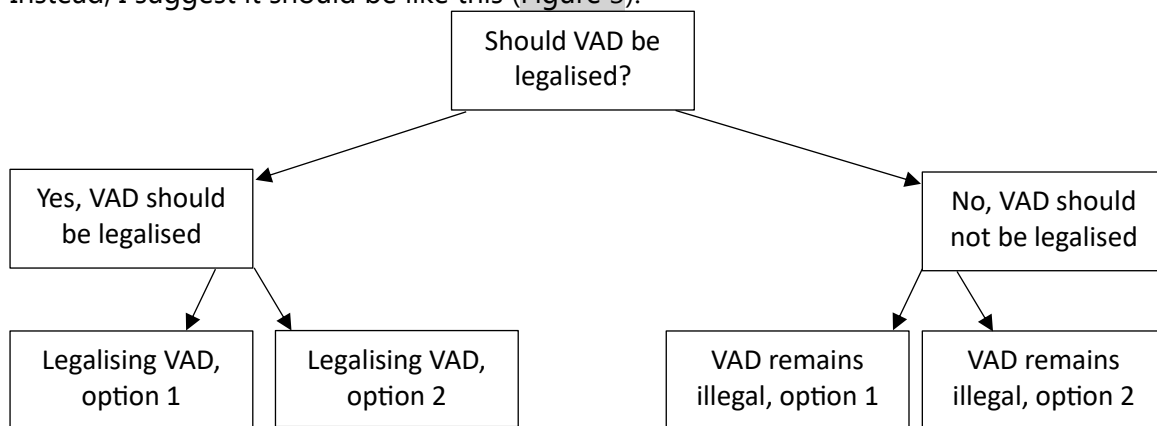 Instead, I suggest it should be like this (Figure 3):
Should VAD be
legalised?
Yes, VAD should
be legalised
No, VAD should
not be legalised
Legalising VAD,
option 1
Legalising VAD,
option 2
VAD remains
illegal, option 1
VAD remains
illegal, option 2